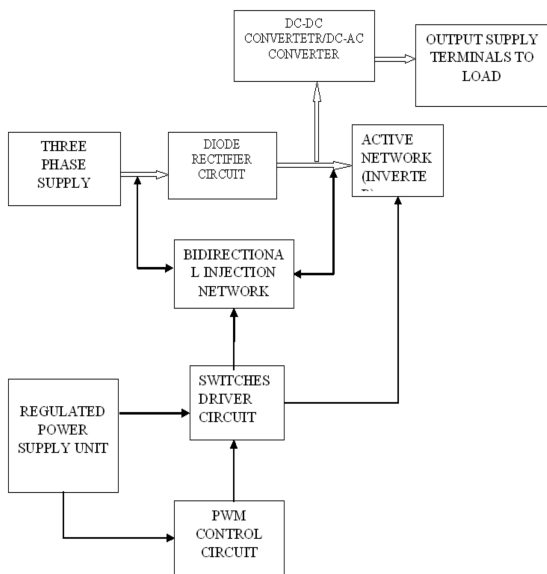 DC-DC
CONVERTETR/DC-AC
CONVERTER
OUTPUT SUPPLY
TERMINALS TO
LOAD
THREE
PHASE
SUPPLY
DIODE
RECTIFIER
CIRCUIT
ACTIVE
NETWORK
(INVERTE
BIDIRECTIONA
L INJECTION
NETWORK
SWITCHES
DRIVER
CIRCUIT
REGULATED
POWER
SUPPLY UNIT
PWM
CONTROL
CIRCUIT